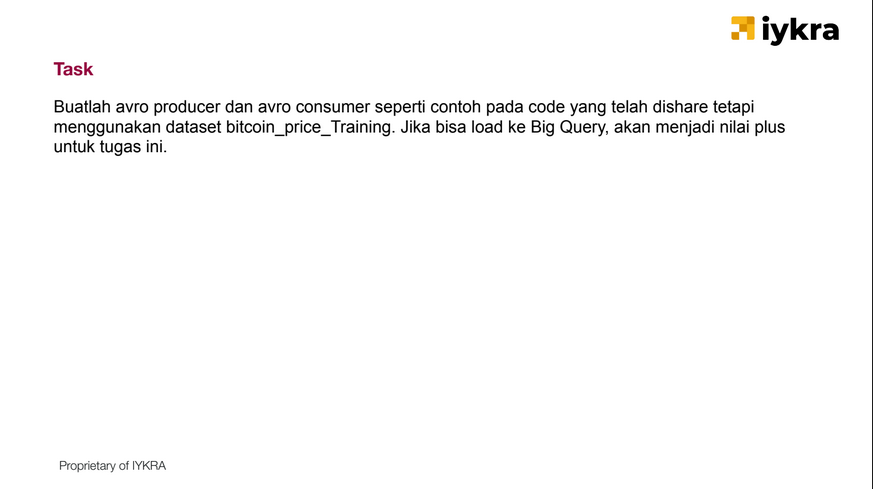 iykra
Task
Buatlah avro producer dan avro consumer seperti contoh pada code yang telah dishare tetapi
menggunakan dataset bitcoin_price_Training. Jika bisa load ke Big Query, akan menjadi nilai plus
untuk tugas ini.
Proprietary of IYKRA